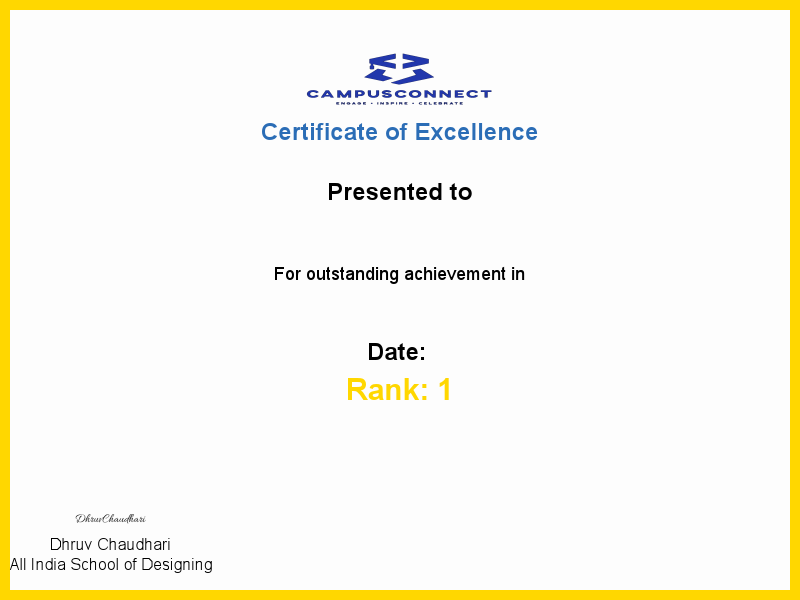 CAMPUSCONNECT
ENGAGE • INSPIRE • CELEBRATE
Certificate of Excellence
Presented to
For outstanding achievement in
Date:
Rank: 1
DhruvChaudhari
Dhruv Chaudhari
All India School of Designing